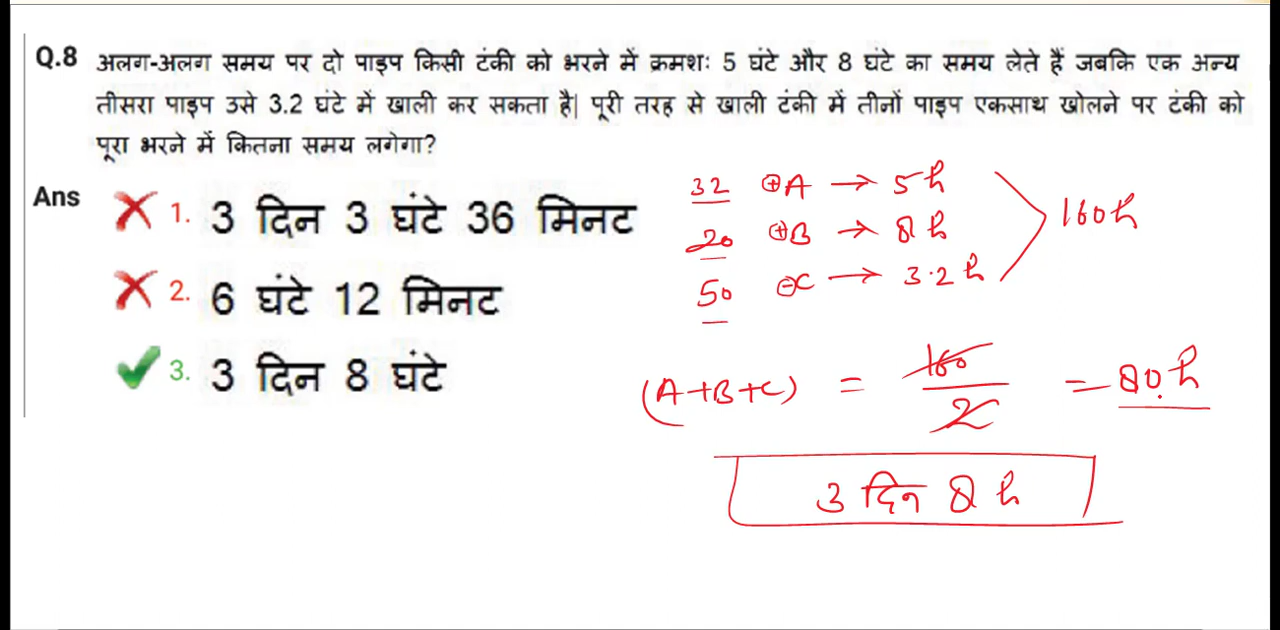 Q.8 अलग-अलग समय पर दो पाइप किसी टंकी को भरने में क्रमशः 5 घंटे और 8 घंटे का समय लेते हैं जबकि एक अन्य
तीसरा पाइप उसे 3.2 घंटे में खाली कर सकता है| पूरी तरह से खाली टंकी में तीनों पाइप एकसाथ खोलने पर टंकी को
पूरा भरने में कितना समय लगेगा?
Ans
1. 3 दिन 3 घंटे 36 मिनट
2. 6 घंटे 12 मिनट
3. 3 दिन 8 घंटे
32 ⊕A → 5h
20 ⊕B → 8h
50 ⊖C → 3.2h
160h
(A+B+C) = 160/2 = 80h
3 दिन 8 h